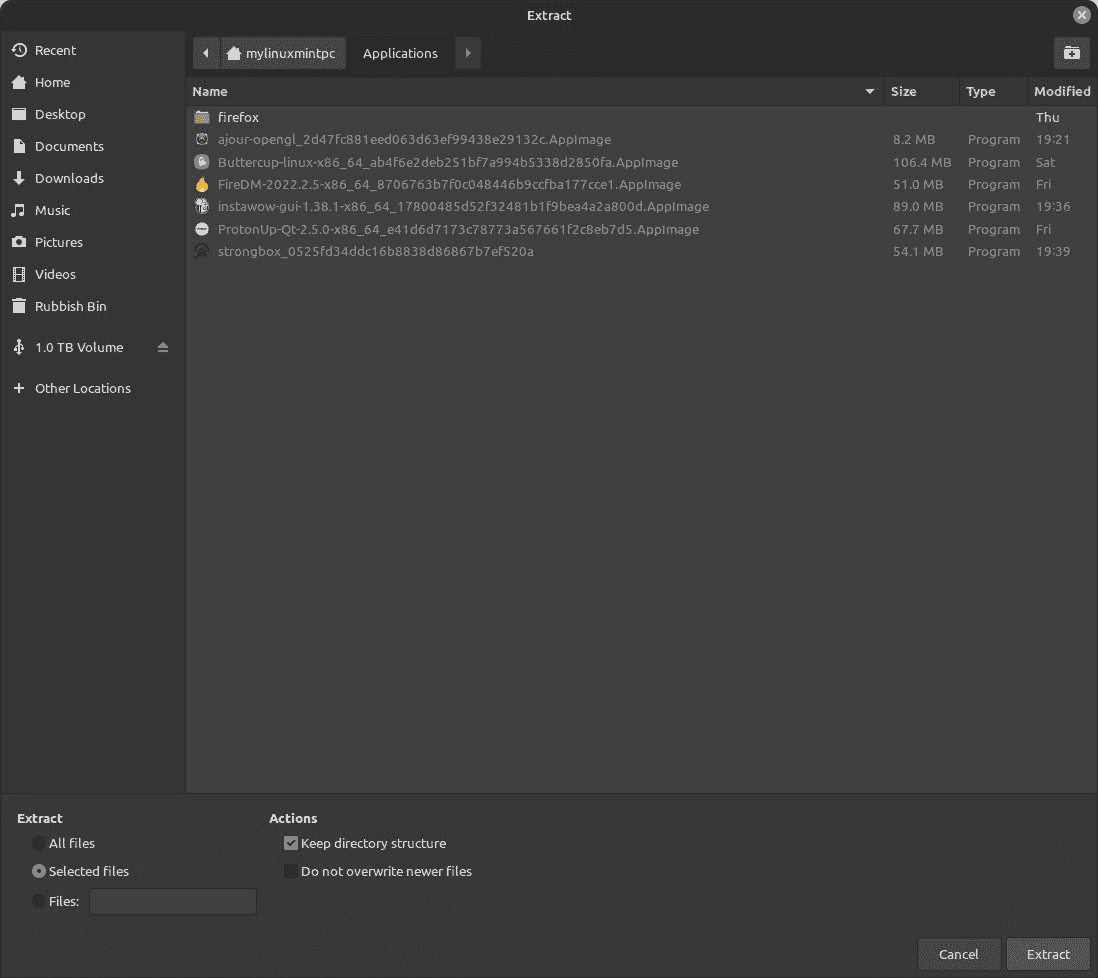 Extract
Recent
Home
Desktop
Documents
Downloads
Music
Pictures
Videos
Rubbish Bin
1.0 TB Volume
Other Locations
mylinuxmintpc Applications
Name Size Type Modified
firefox Thu
ajour-opengl_2d47fc881eed063d63ef99438e29132c.AppImage 8.2 MB Program 19:21
Buttercup-linux-x86_64_ab4f6e2deb251bf7a994b5338d2850fa.AppImage 106.4 MB Program Sat
FireDM-2022.2.5-x86_64_8706763b7f0c048446b9ccfba177cce1.AppImage 51.0 MB Program Fri
instawow-gui-1.38.1-x86_64_17800485d52f32481b1f9bea4a2a800d.AppImage 89.0 MB Program 19:36
ProtonUp-Qt-2.5.0-x86_64_e41d6d7173c78773a567661f2c8eb7d5.AppImage 67.7 MB Program Fri
strongbox_0525fd34ddc16b8838d86867b7ef520a 54.1 MB Program 19:39
Extract
All files
Selected files
Files:
Actions
Keep directory structure
Do not overwrite newer files
Cancel Extract